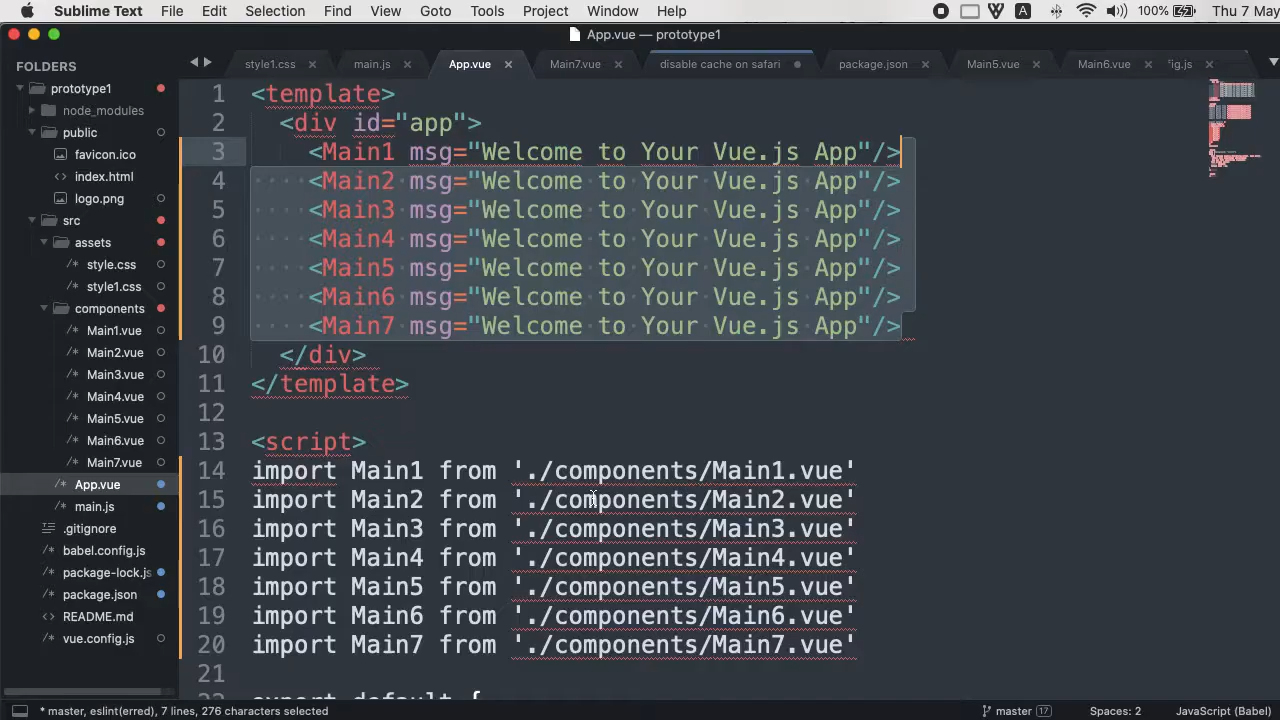 Sublime Text File Edit Selection Find View Goto Tools Project Window Help A 100% Thu 7 May
App.vue — prototype1
FOLDERS
style1.css main.js App.vue Main7.vue disable cache on safari package.json Main5.vue Main6.vue fig.js
prototype1
node_modules
public
favicon.ico
index.html
logo.png
src
assets
style.css
style1.css
components
Main1.vue
Main2.vue
Main3.vue
Main4.vue
Main5.vue
Main6.vue
Main7.vue
App.vue
main.js
.gitignore
babel.config.js
package-lock.js
package.json
README.md
vue.config.js
1 <template>
2 <div id="app">
3 <Main1 msg="Welcome to Your Vue.js App"/>
4 <Main2 msg="Welcome to Your Vue.js App"/>
5 <Main3 msg="Welcome to Your Vue.js App"/>
6 <Main4 msg="Welcome to Your Vue.js App"/>
7 <Main5 msg="Welcome to Your Vue.js App"/>
8 <Main6 msg="Welcome to Your Vue.js App"/>
9 <Main7 msg="Welcome to Your Vue.js App"/>
10 </div>
11 </template>
12
13 <script>
14 import Main1 from './components/Main1.vue'
15 import Main2 from './components/Main2.vue'
16 import Main3 from './components/Main3.vue'
17 import Main4 from './components/Main4.vue'
18 import Main5 from './components/Main5.vue'
19 import Main6 from './components/Main6.vue'
20 import Main7 from './components/Main7.vue'
21
22 export default {
* master, eslint(erred), 7 lines, 276 characters selected master 17 Spaces: 2 JavaScript (Babel)